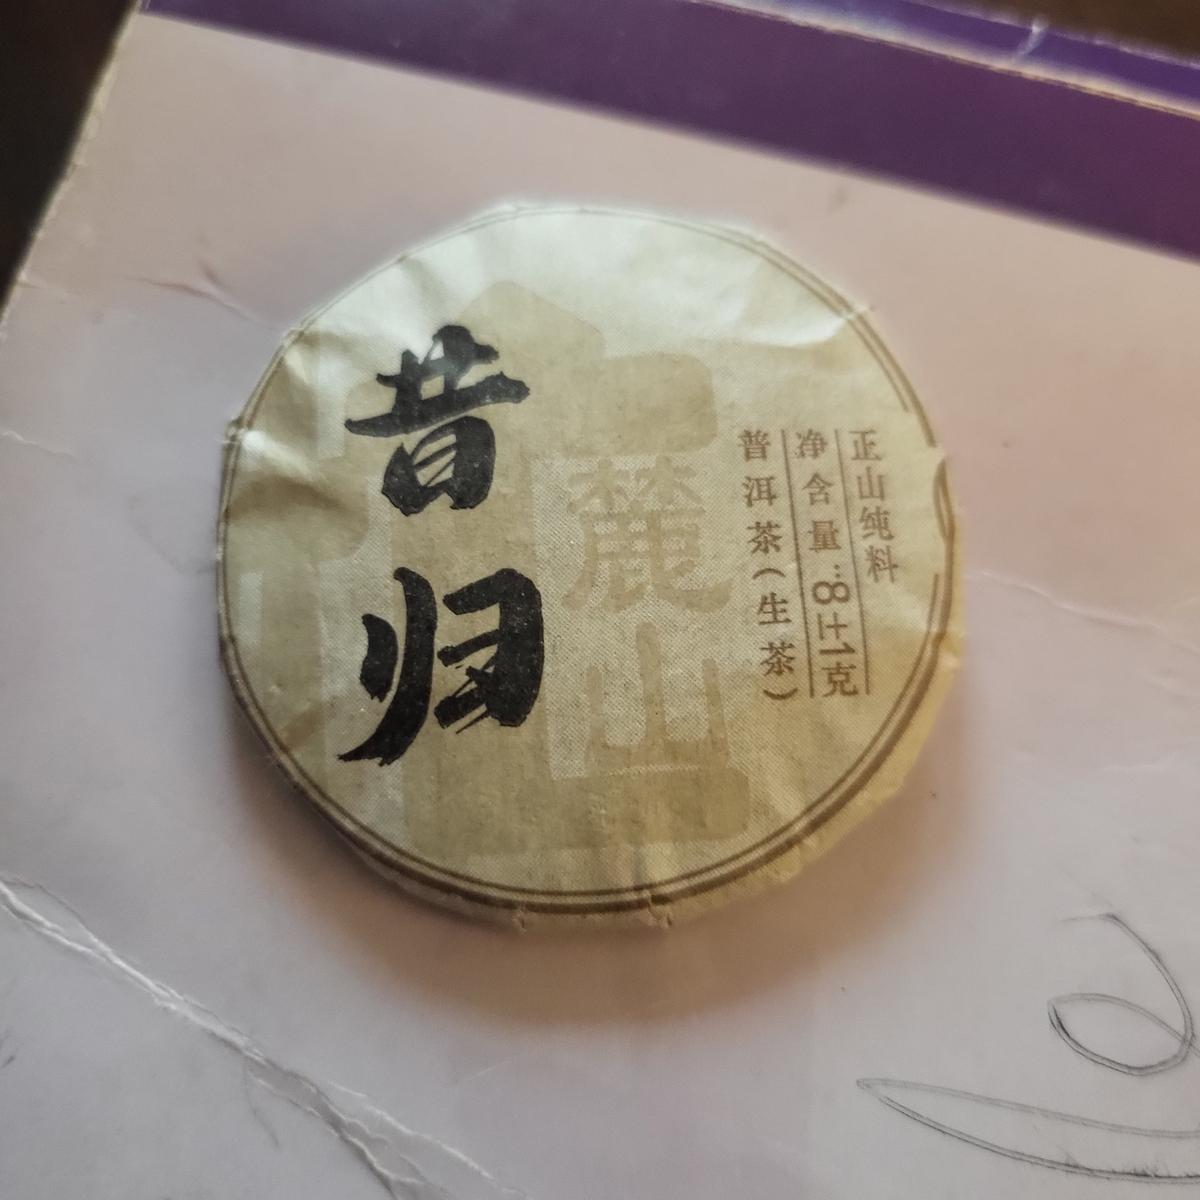 昔归
麓山
正山纯料
净含量:8±1克
普洱茶(生茶)